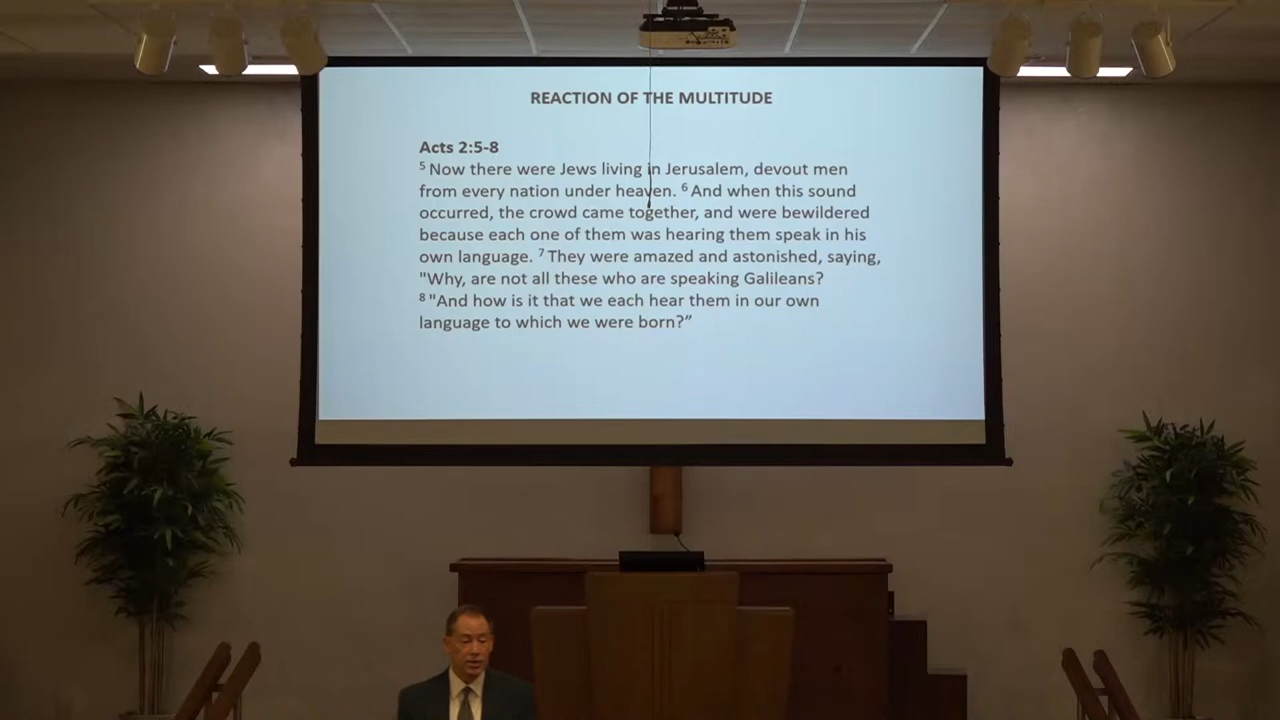 REACTION OF THE MULTITUDE
Acts 2:5-8
5 Now there were Jews living in Jerusalem, devout men
from every nation under heaven. 6 And when this sound
occurred, the crowd came together, and were bewildered
because each one of them was hearing them speak in his
own language. 7 They were amazed and astonished, saying,
"Why, are not all these who are speaking Galileans?
8 "And how is it that we each hear them in our own
language to which we were born?”